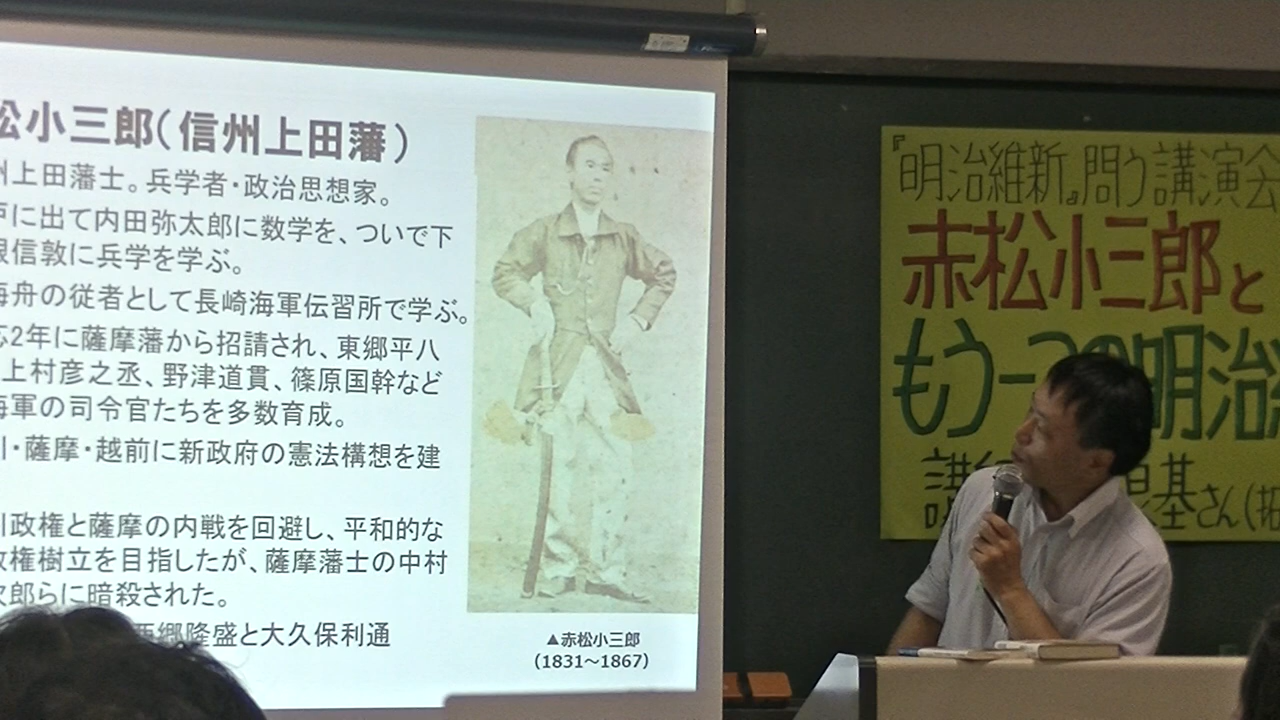 松小三郎(信州上田藩)
州上田藩士。兵学者・政治思想家。
戸に出て内田弥太郎に数学を、ついで下
根信敦に兵学を学ぶ。
海舟の従者として長崎海軍伝習所で学ぶ。
応2年に薩摩藩から招請され、東郷平八
上村彦之丞、野津道貫、篠原国幹など
海軍の司令官たちを多数育成。
川・薩摩・越前に新政府の憲法構想を建
川政権と薩摩の内戦を回避し、平和的な
政権樹立を目指したが、薩摩藩士の中村
次郎らに暗殺された。
西郷隆盛と大久保利通
▲赤松小三郎
(1831~1867)
『明治維新』問う講演会
赤松小三郎と
もう一つの明治
講
基さん(拓